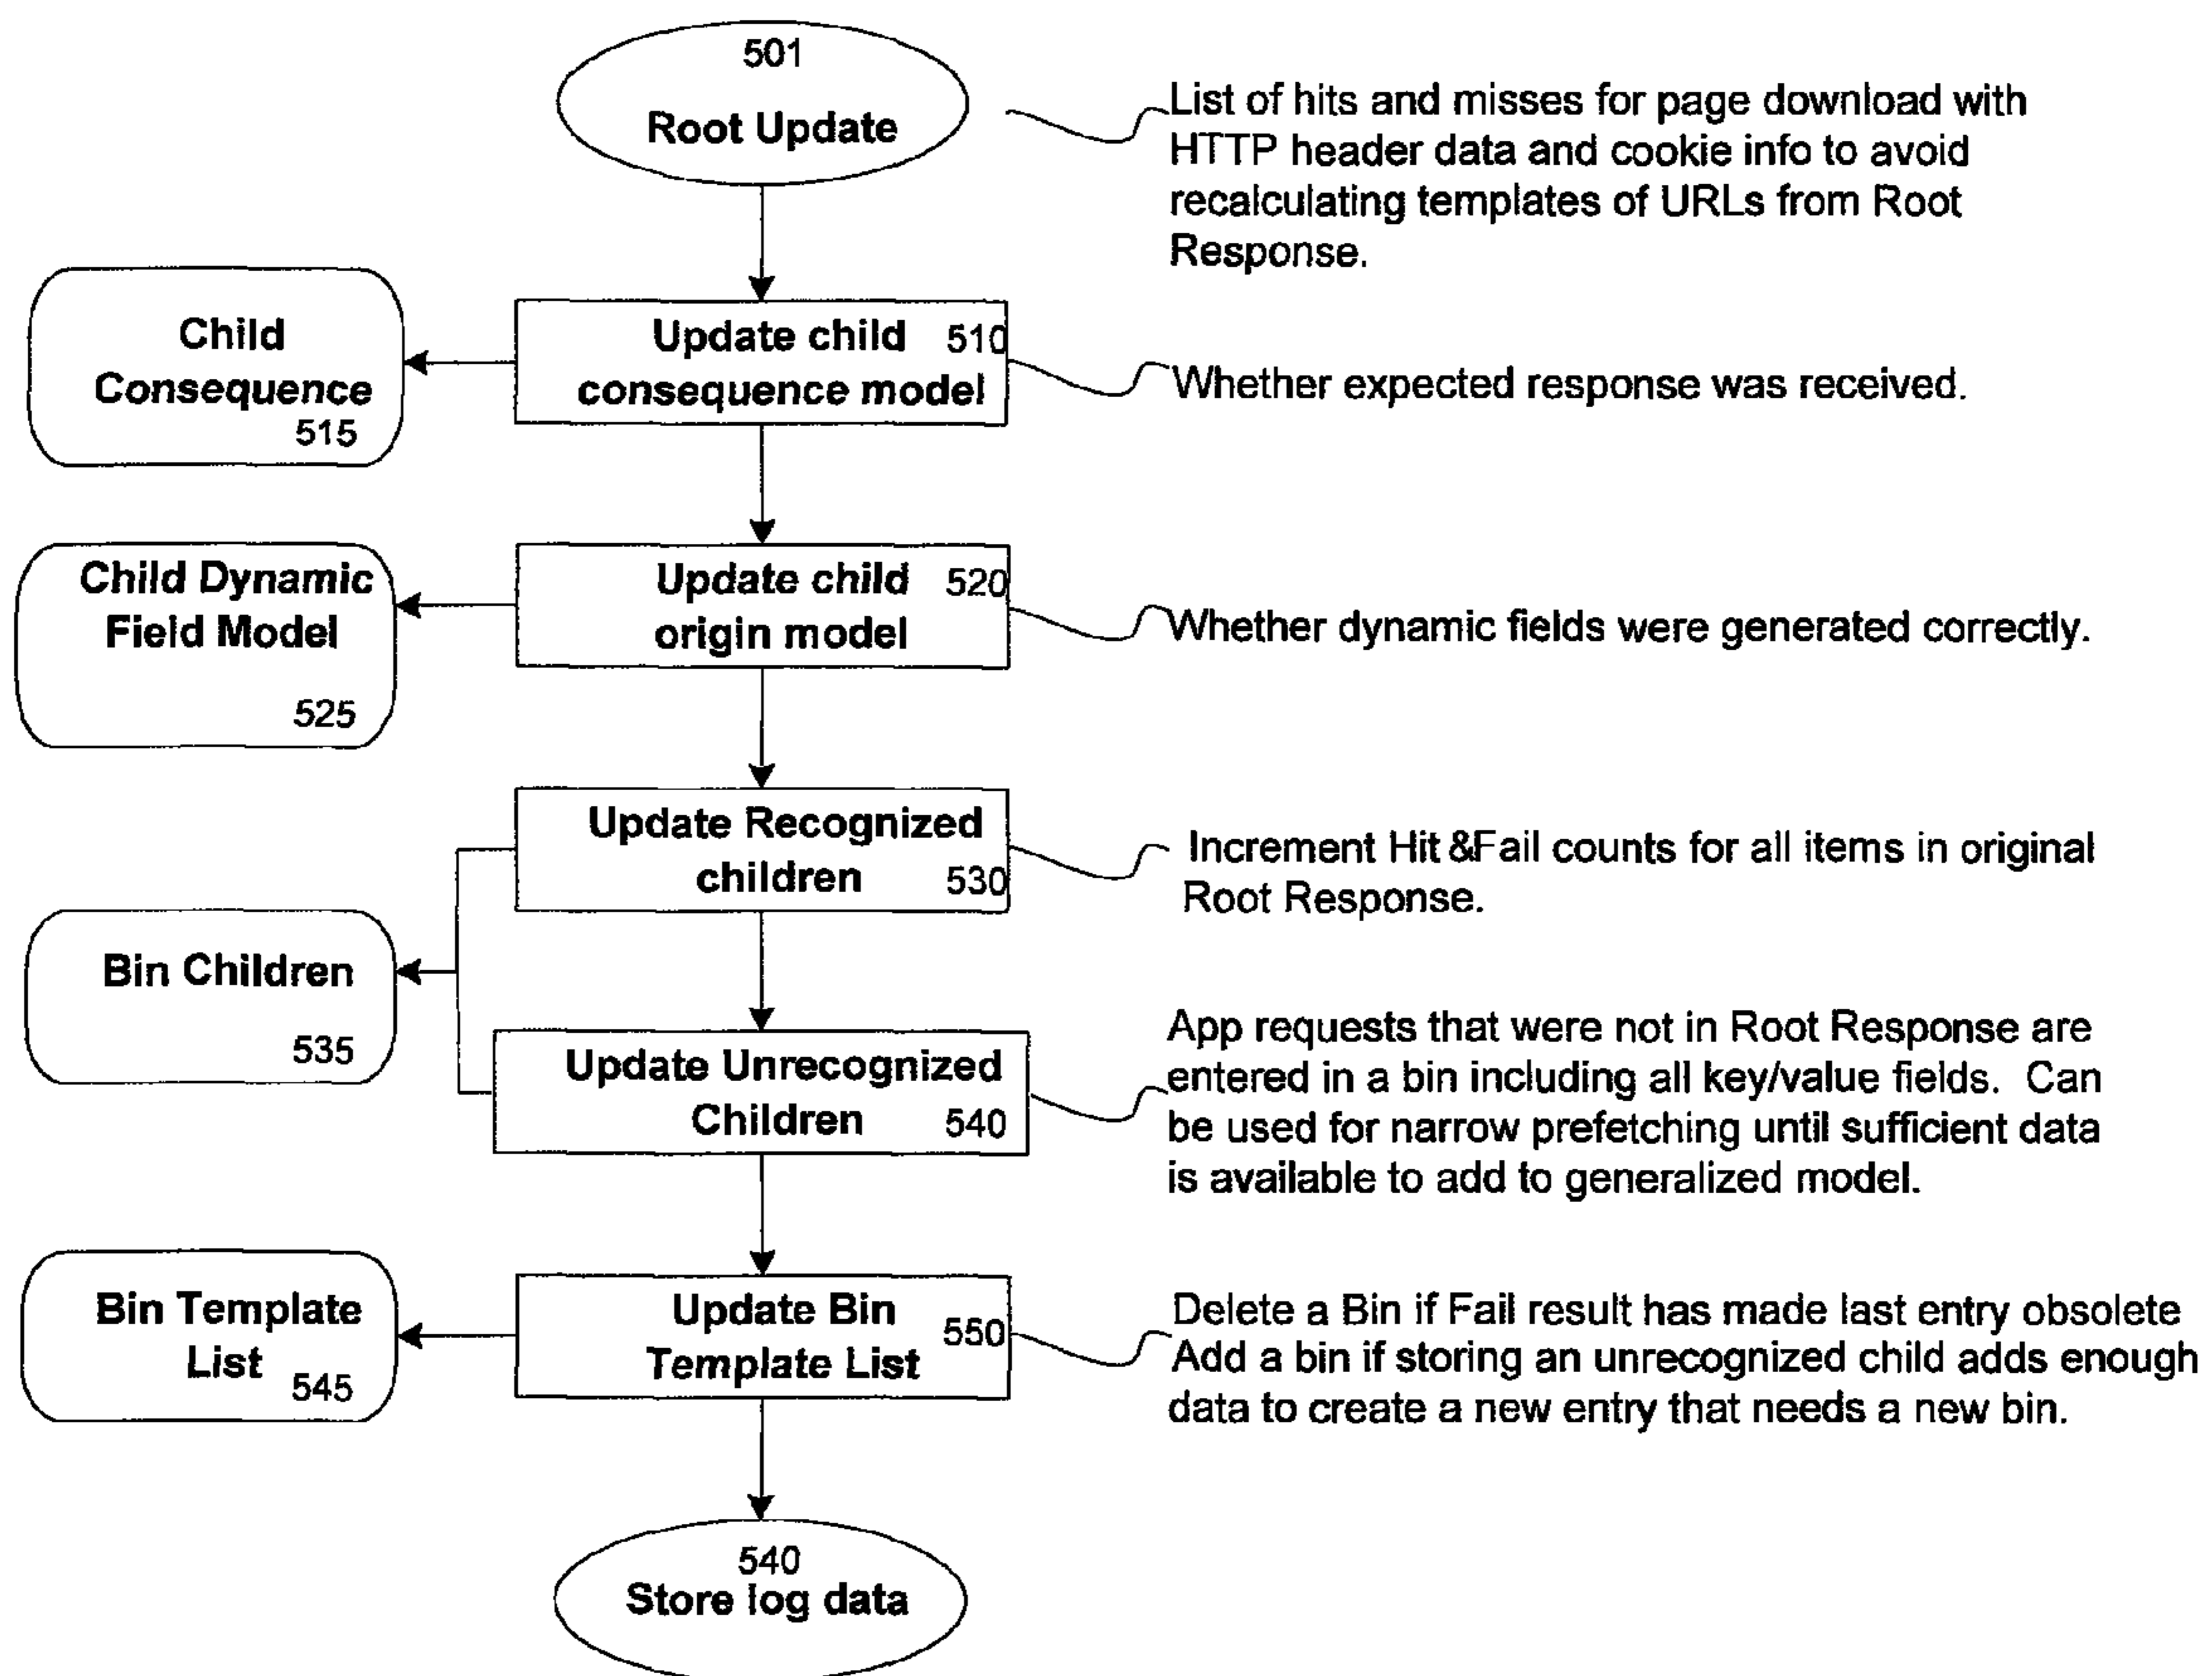 501
Root Update
List of hits and misses for page download with
HTTP header data and cookie info to avoid
recalculating templates of URLs from Root
Response.
Child
Consequence
515
Update child 510
consequence model
Whether expected response was received.
Child Dynamic
Field Model
525
Update child 520
origin model
Whether dynamic fields were generated correctly.
Update Recognized
children 530
Increment Hit &Fail counts for all items in original
Root Response.
Bin Children
535
Update Unrecognized
Children 540
App requests that were not in Root Response are
entered in a bin including all key/value fields. Can
be used for narrow prefetching until sufficient data
is available to add to generalized model.
Bin Template
List 545
Update Bin 550
Template List
Delete a Bin if Fail result has made last entry obsolete
Add a bin if storing an unrecognized child adds enough
data to create a new entry that needs a new bin.
540
Store log data